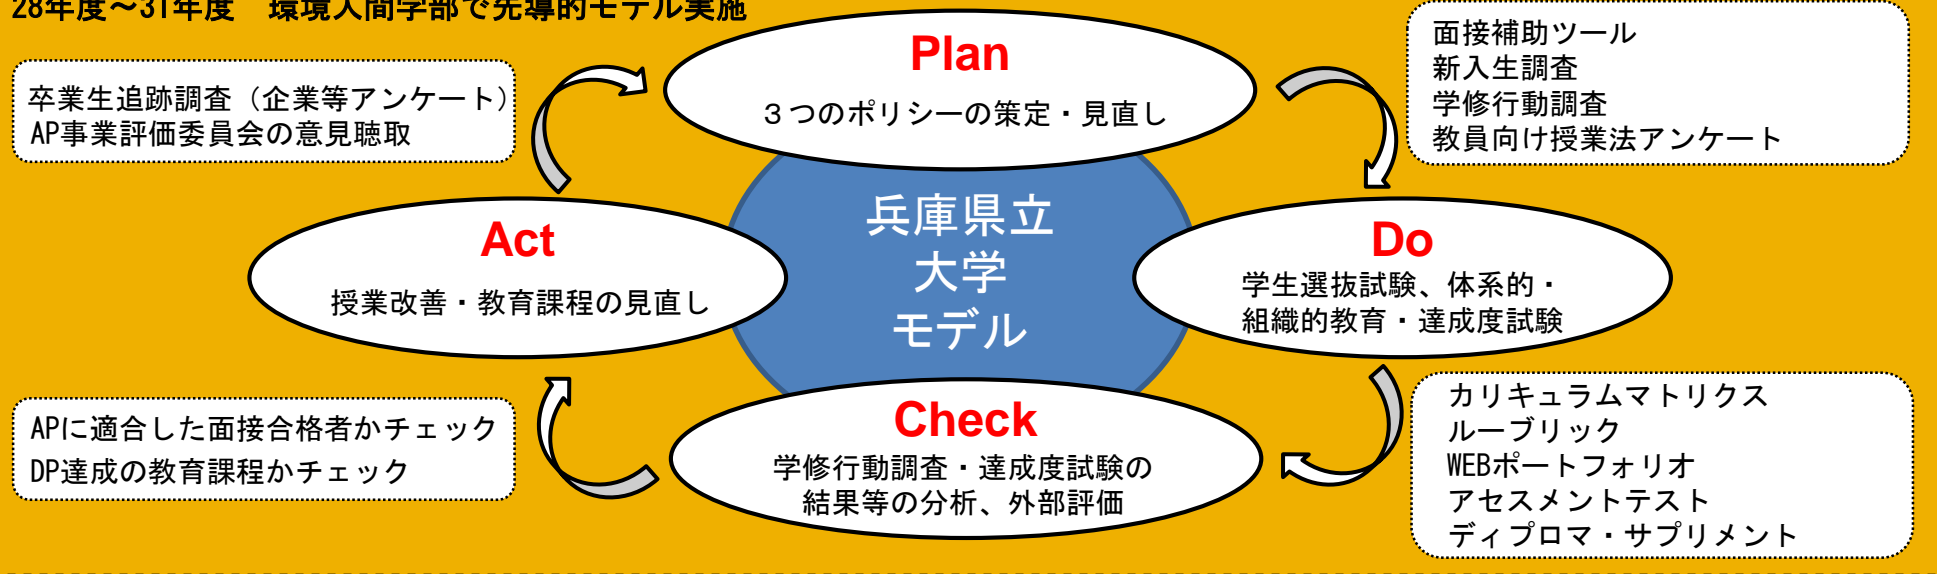 28年度～31年度　環境人間学部で先導的モデル実施
Plan
３つのポリシーの策定・見直し
面接補助ツール
新入生調査
学修行動調査
教員向け授業法アンケート
卒業生追跡調査（企業等アンケート）
AP事業評価委員会の意見聴取
兵庫県立
大学
モデル
Act
授業改善・教育課程の見直し
Do
学生選抜試験、体系的・
組織的教育・達成度試験
Check
学修行動調査・達成度試験の
結果等の分析、外部評価
APに適合した面接合格者かチェック
DP達成の教育課程かチェック
カリキュラムマトリクス
ルーブリック
WEBポートフォリオ
アセスメントテスト
ディプロマ・サプリメント